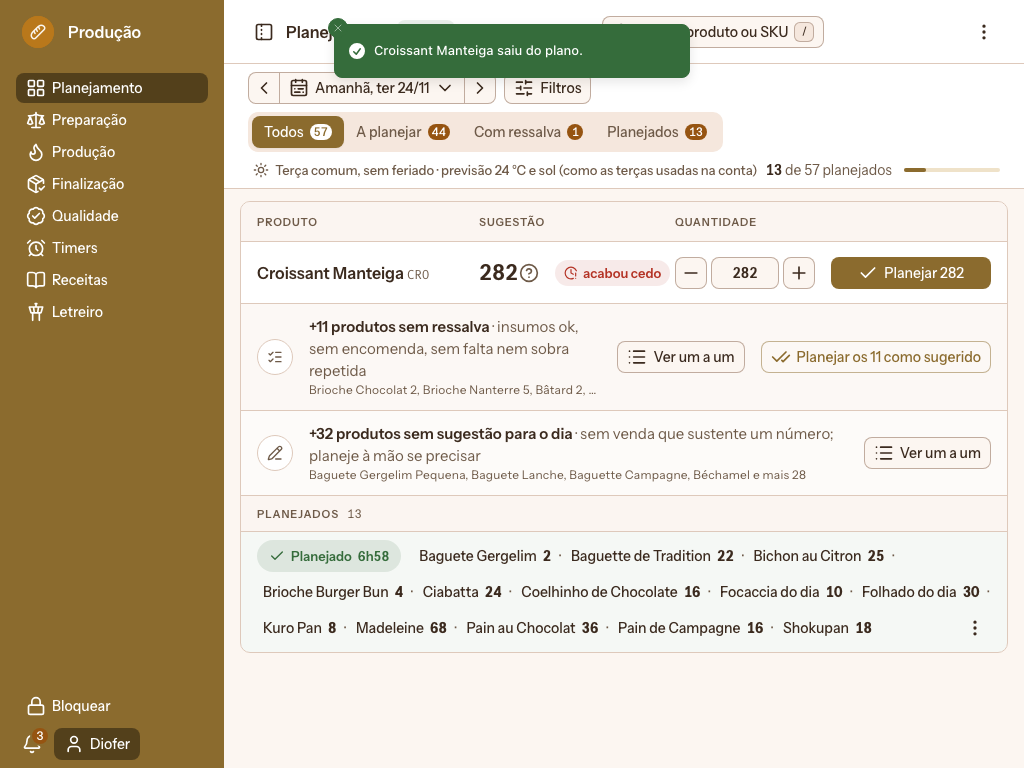 Produção
Planejamento
Preparação
Produção
Finalização
Qualidade
Timers
Receitas
Letreiro
Bloquear
3
Diofer
Croissant Manteiga saiu do plano.
produto ou SKU /
Amanhã, ter 24/11
Filtros
Todos 57
A planejar 44
Com ressalva 1
Planejados 13
Terça comum, sem feriado · previsão 24 °C e sol (como as terças usadas na conta)
13 de 57 planejados
PRODUTO SUGESTÃO QUANTIDADE
Croissant Manteiga CRO 282 ? acabou cedo − 282 + Planejar 282
+11 produtos sem ressalva · insumos ok,
sem encomenda, sem falta nem sobra
repetida
Brioche Chocolat 2, Brioche Nanterre 5, Bâtard 2, …
Ver um a um
Planejar os 11 como sugerido
+32 produtos sem sugestão para o dia · sem venda que sustente um número;
planeje à mão se precisar
Baguete Gergelim Pequena, Baguete Lanche, Baguette Campagne, Béchamel e mais 28
Ver um a um
PLANEJADOS 13
Planejado 6h58 Baguete Gergelim 2 · Baguette de Tradition 22 · Bichon au Citron 25 ·
Brioche Burger Bun 4 · Ciabatta 24 · Coelhinho de Chocolate 16 · Focaccia do dia 10 · Folhado do dia 30 ·
Kuro Pan 8 · Madeleine 68 · Pain au Chocolat 36 · Pain de Campagne 16 · Shokupan 18